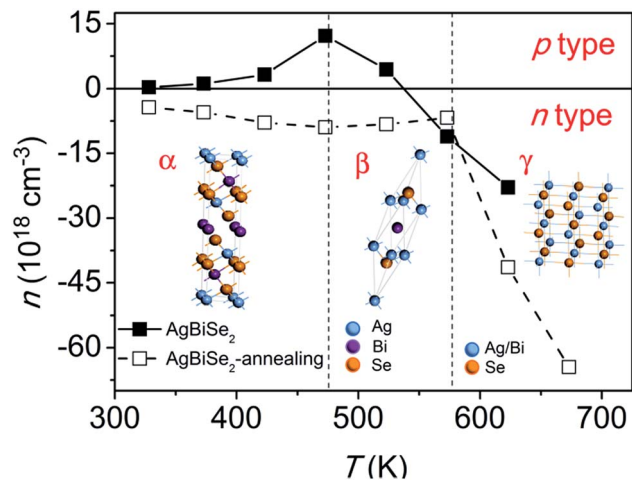 15
0
-15
-30
-45
-60
n (10^18 cm^-3)
p type
n type
α
β
γ
AgBiSe₂
AgBiSe₂-annealing
Ag
Bi
Se
Ag/Bi
Se
300
400
500
600
700
T (K)